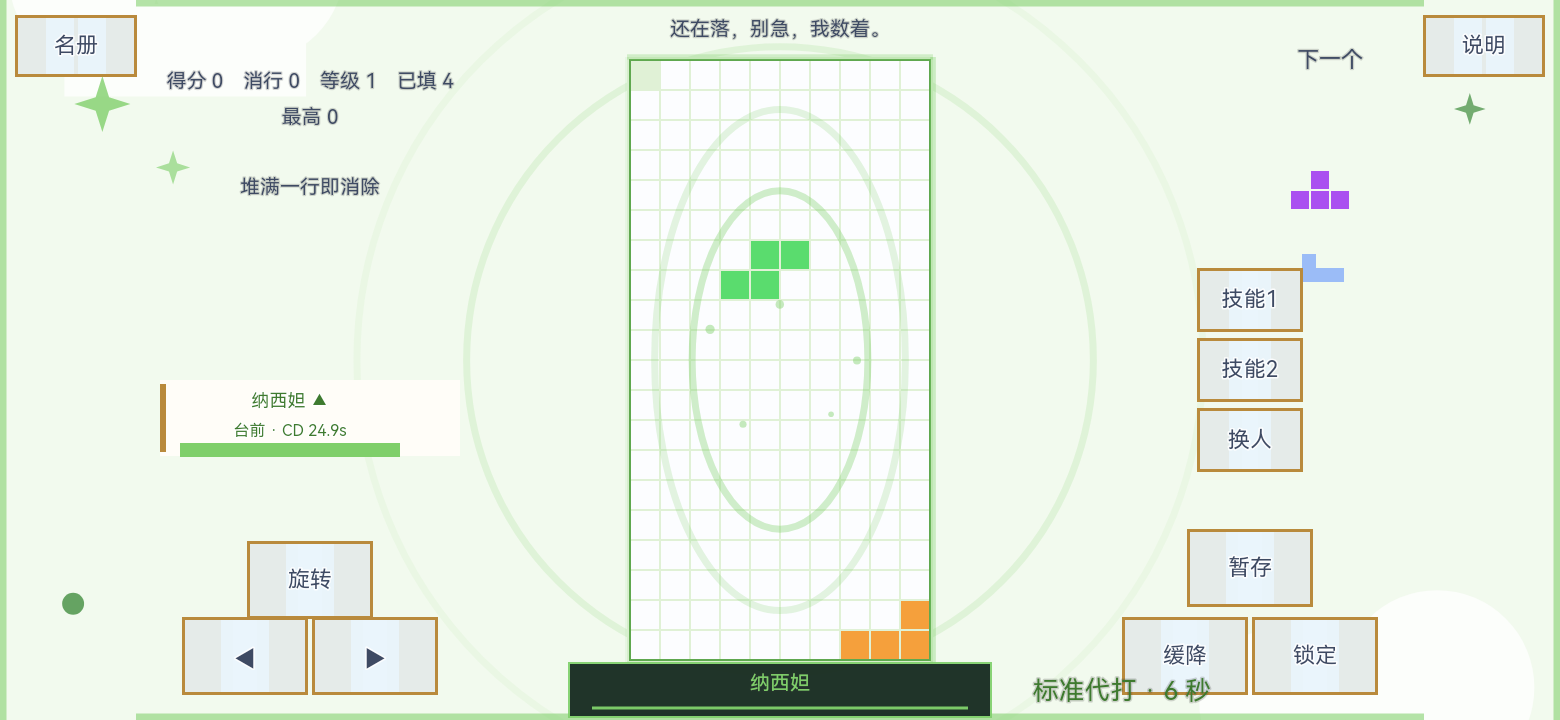 还在落，别急，我数着。
名册
说明
得分 0 消行 0 等级 1 已填 4
最高 0
下一个
堆满一行即消除
技能1
技能2
换人
纳西妲 ▲
台前 · CD 24.9s
旋转
◀ ▶
暂存
缓降 锁定
纳西妲
标准代打 · 6 秒